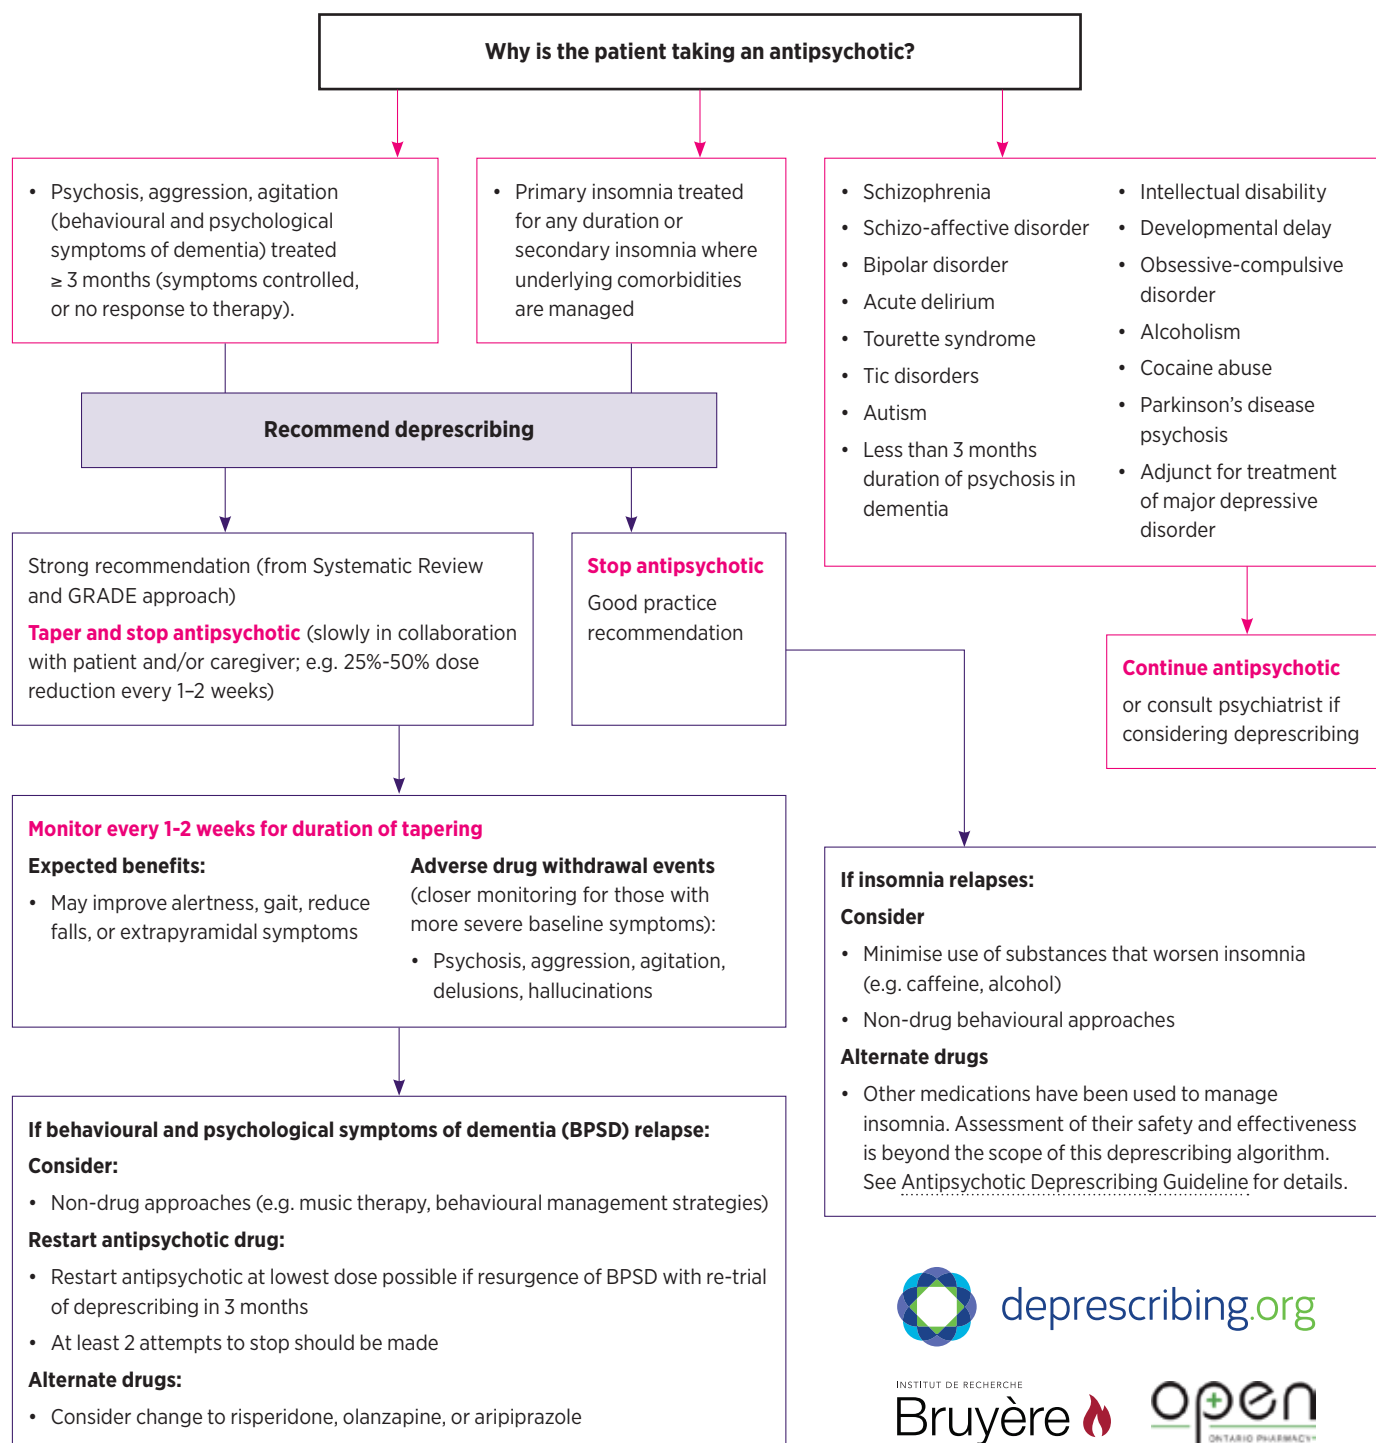 Why is the patient taking an antipsychotic?
• Psychosis, aggression, agitation
(behavioural and psychological
symptoms of dementia) treated
≥ 3 months (symptoms controlled,
or no response to therapy).
• Primary insomnia treated
for any duration or
secondary insomnia where
underlying comorbidities
are managed
• Schizophrenia
• Schizo-affective disorder
• Bipolar disorder
• Acute delirium
• Tourette syndrome
• Tic disorders
• Autism
• Less than 3 months
duration of psychosis in
dementia
• Intellectual disability
• Developmental delay
• Obsessive-compulsive
disorder
• Alcoholism
• Cocaine abuse
• Parkinson's disease
psychosis
• Adjunct for treatment
of major depressive
disorder
Recommend deprescribing
Strong recommendation (from Systematic Review
and GRADE approach)
Taper and stop antipsychotic (slowly in collaboration
with patient and/or caregiver; e.g. 25%-50% dose
reduction every 1–2 weeks)
Stop antipsychotic
Good practice
recommendation
Continue antipsychotic
or consult psychiatrist if
considering deprescribing
Monitor every 1-2 weeks for duration of tapering
Expected benefits:
• May improve alertness, gait, reduce
falls, or extrapyramidal symptoms
Adverse drug withdrawal events
(closer monitoring for those with
more severe baseline symptoms):
• Psychosis, aggression, agitation,
delusions, hallucinations
If insomnia relapses:
Consider
• Minimise use of substances that worsen insomnia
(e.g. caffeine, alcohol)
• Non-drug behavioural approaches
Alternate drugs
• Other medications have been used to manage
insomnia. Assessment of their safety and effectiveness
is beyond the scope of this deprescribing algorithm.
See Antipsychotic Deprescribing Guideline for details.
If behavioural and psychological symptoms of dementia (BPSD) relapse:
Consider:
• Non-drug approaches (e.g. music therapy, behavioural management strategies)
Restart antipsychotic drug:
• Restart antipsychotic at lowest dose possible if resurgence of BPSD with re-trial
of deprescribing in 3 months
• At least 2 attempts to stop should be made
Alternate drugs:
• Consider change to risperidone, olanzapine, or aripiprazole
deprescribing.org
INSTITUT DE RECHERCHE
Bruyère
open
ONTARIO PHARMACY